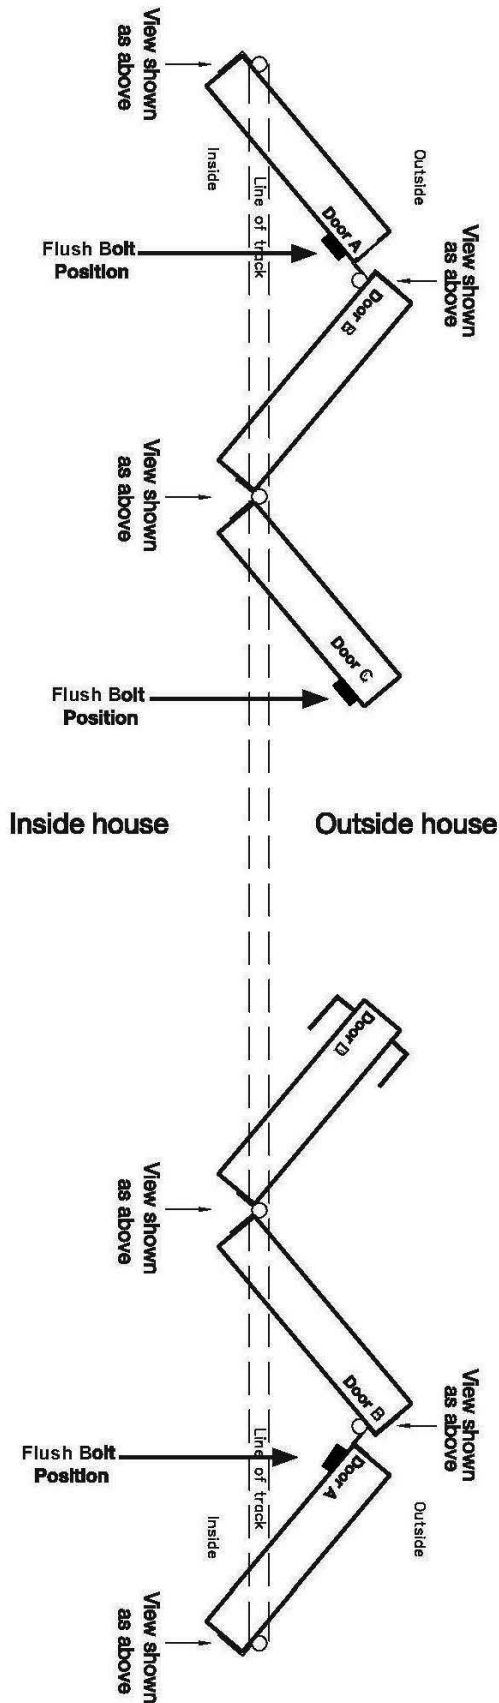 View shown
as above
Inside
Outside
Line of track
Door A
Flush Bolt
Position
View shown
as above
Door B
View shown
as above
Door C
Flush Bolt
Position
Inside house
Outside house
Door D
View shown
as above
Door B
View shown
as above
Flush Bolt
Position
Door A
Line of track
Inside
Outside
View shown
as above